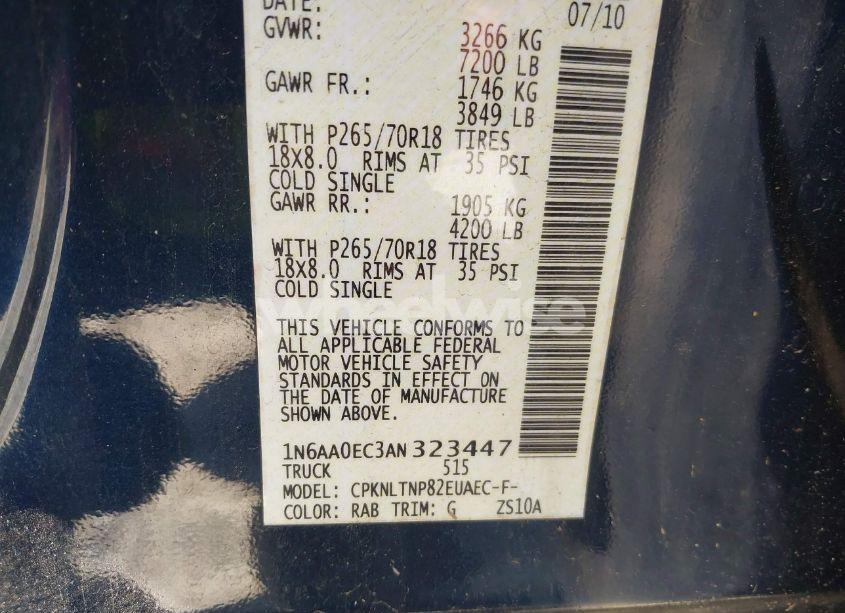 DATE: 07/10
GVWR: 3266 KG
7200 LB
GAWR FR.: 1746 KG
3849 LB
WITH P265/70R18 TIRES
18X8.0 RIMS AT 35 PSI
COLD SINGLE
GAWR RR.: 1905 KG
4200 LB
WITH P265/70R18 TIRES
18X8.0 RIMS AT 35 PSI
COLD SINGLE
wheelwise
THIS VEHICLE CONFORMS TO
ALL APPLICABLE FEDERAL
MOTOR VEHICLE SAFETY
STANDARDS IN EFFECT ON
THE DATE OF MANUFACTURE
SHOWN ABOVE.
1N6AA0EC3AN323447
TRUCK 515
MODEL: CPKNLTNP82EUAEC-F-
COLOR: RAB TRIM: G ZS10A